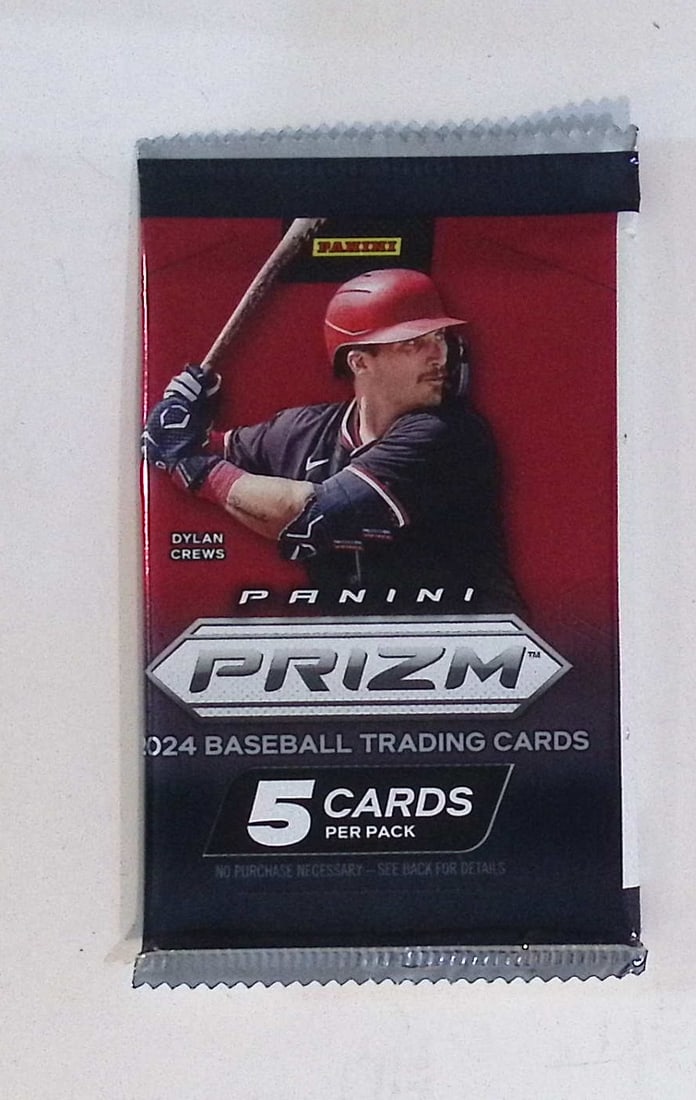 PANINI
DYLAN
CREWS
PANINI
PRIZM™
2024 BASEBALL TRADING CARDS
5 CARDS
PER PACK
NO PURCHASE NECESSARY – SEE BACK FOR DETAILS